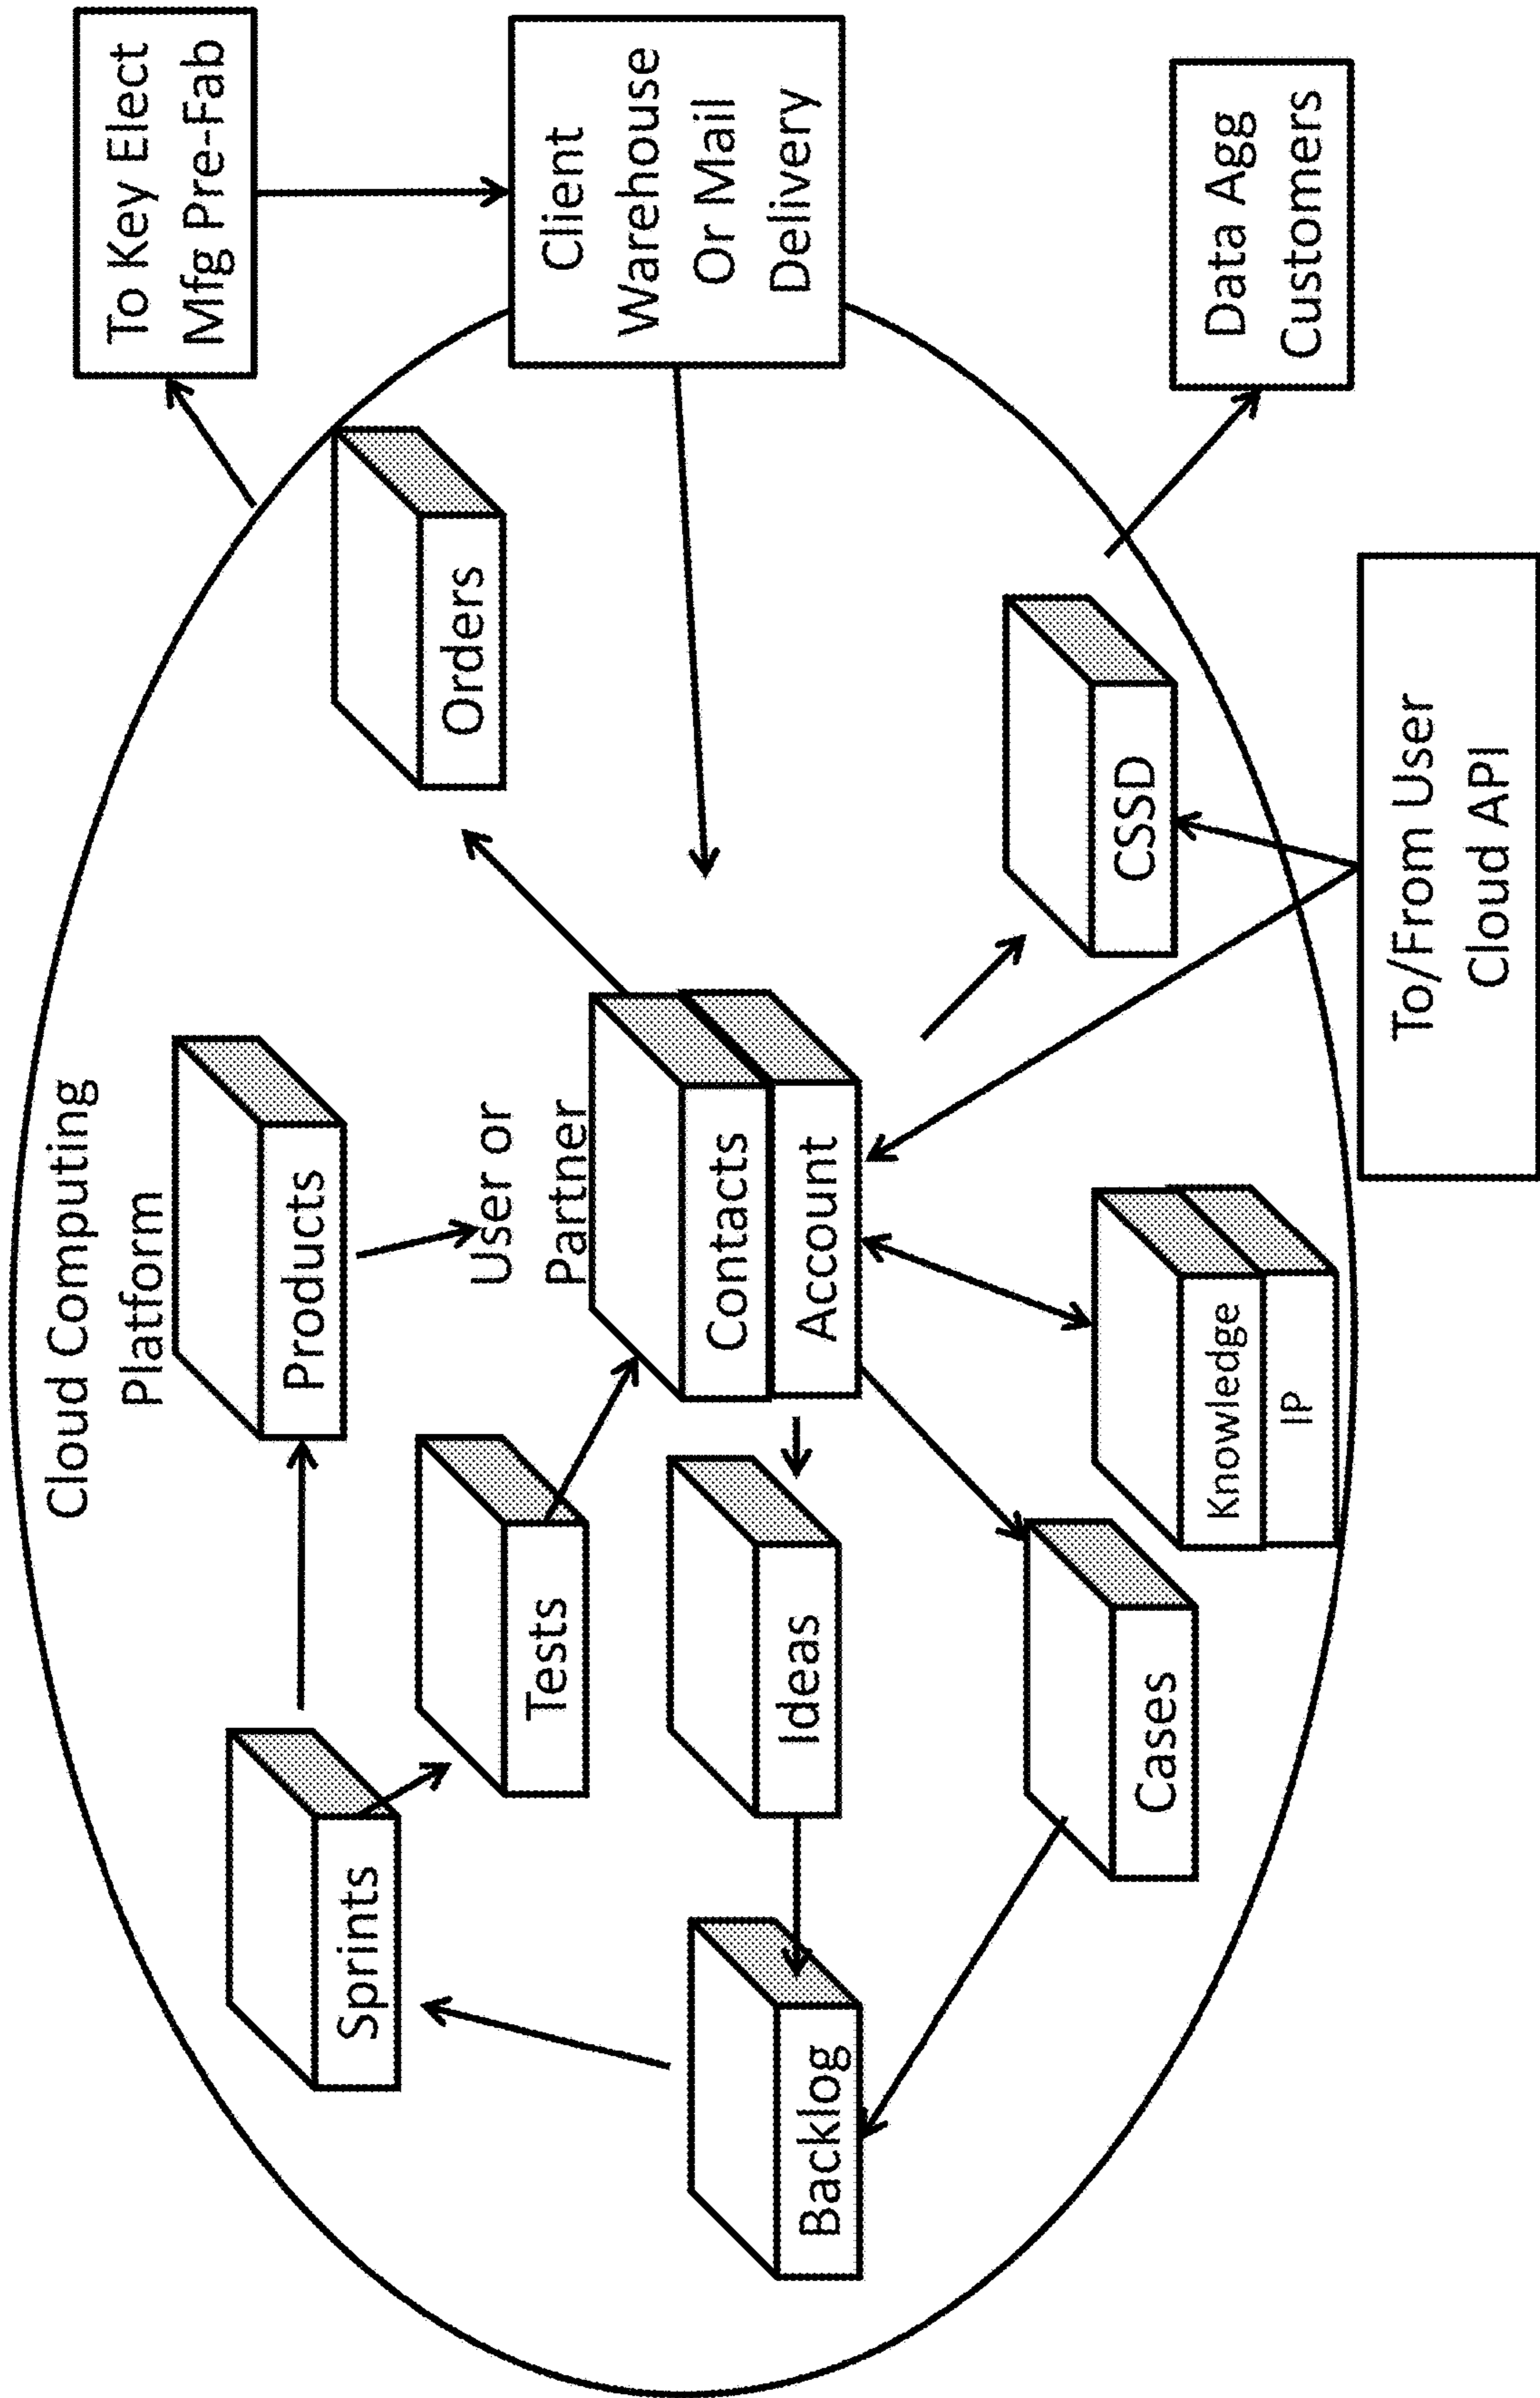 Cloud Computing
Platform
To Key Elect
Mfg Pre-Fab
Sprints
Products
Orders
Tests
User or
Partner
Client
Warehouse
Or Mail
Delivery
Contacts
Account
Backlog
Ideas
Cases
Knowledge
IP
CSSD
Data Agg
Customers
To/From User
Cloud API